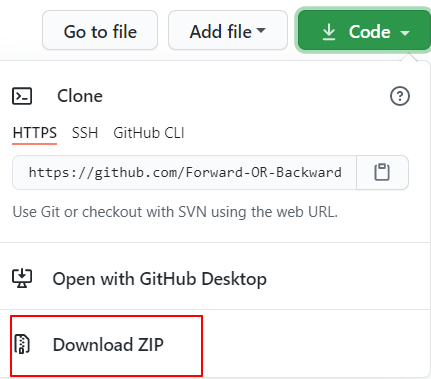 Go to file Add file Code
Clone
HTTPS SSH GitHub CLI
https://github.com/Forward-OR-Backward
Use Git or checkout with SVN using the web URL.
Open with GitHub Desktop
Download ZIP